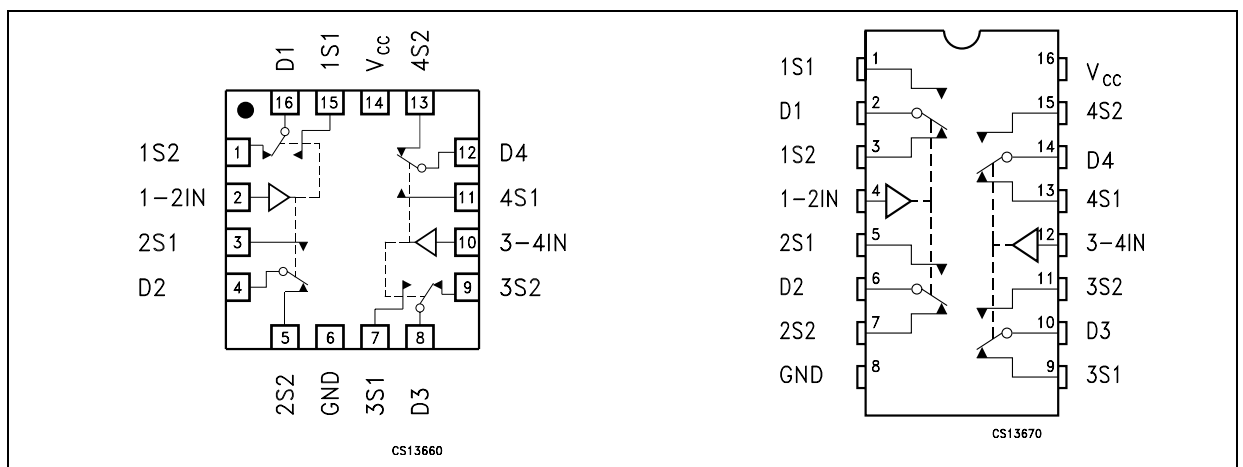 D1 1S1 VCC 4S2
16 15 14 13
1S2 1 12 D4
1-2IN 2 11 4S1
2S1 3 10 3-4IN
D2 4 9 3S2
5 6 7 8
2S2 GND 3S1 D3
CS13660
1S1 1 16 VCC
D1 2 15 4S2
1S2 3 14 D4
1-2IN 4 13 4S1
2S1 5 12 3-4IN
D2 6 11 3S2
2S2 7 10 D3
GND 8 9 3S1
CS13670